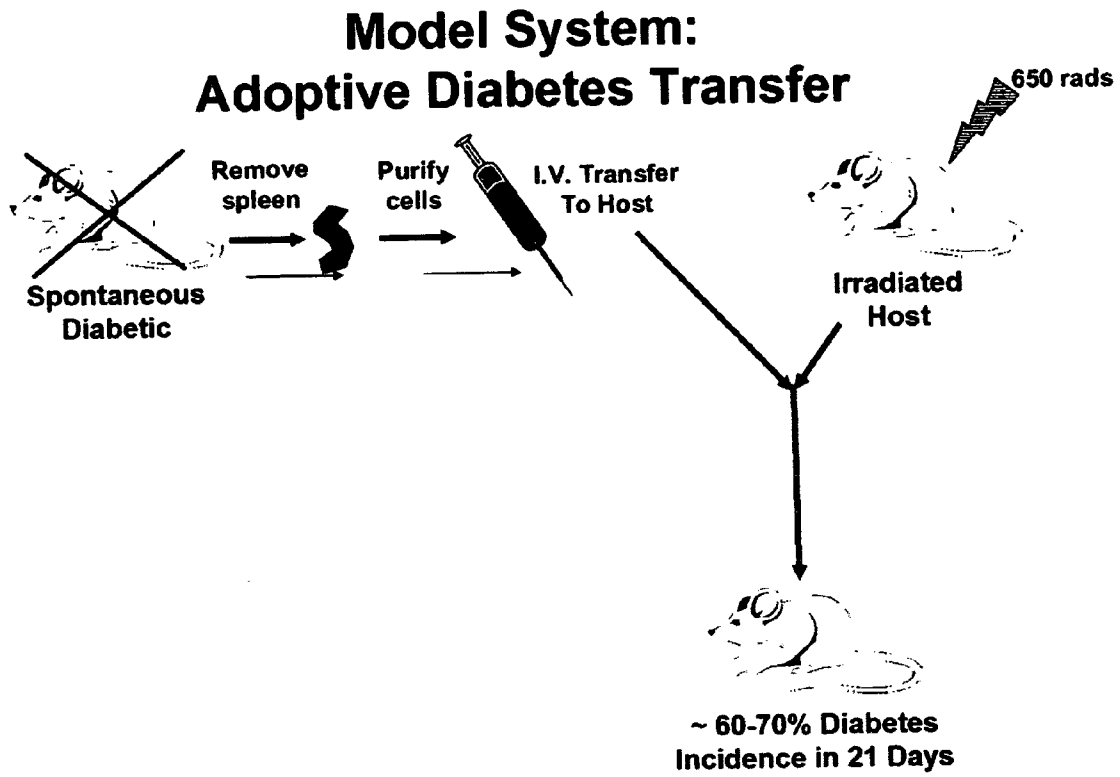 Model System:
Adoptive Diabetes Transfer
650 rads
Remove
spleen
Purify
cells
I.V. Transfer
To Host
Spontaneous
Diabetic
Irradiated
Host
~ 60-70% Diabetes
Incidence in 21 Days